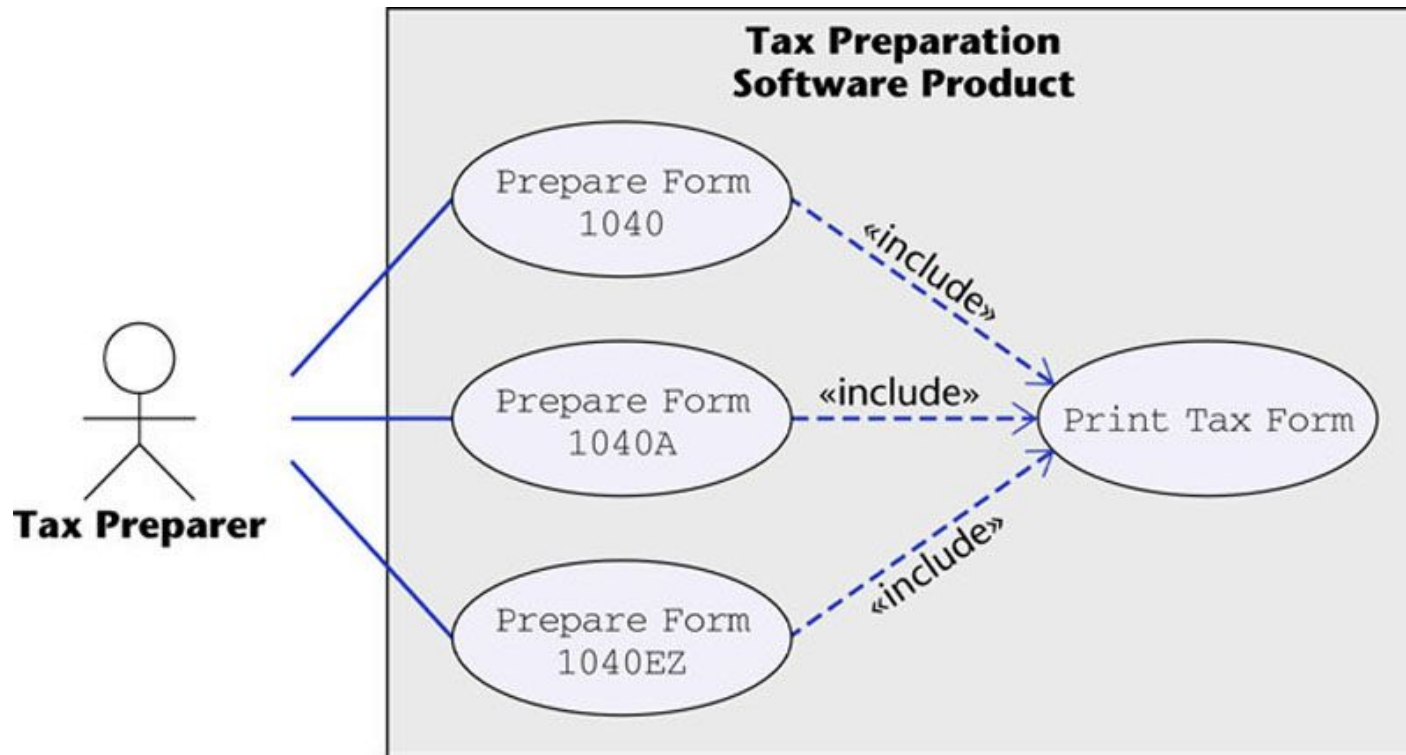 Tax Preparation
Software Product
Prepare Form
1040
«include»
Tax Preparer
Prepare Form
1040A
«include»
Print Tax Form
Prepare Form
1040EZ
«include»